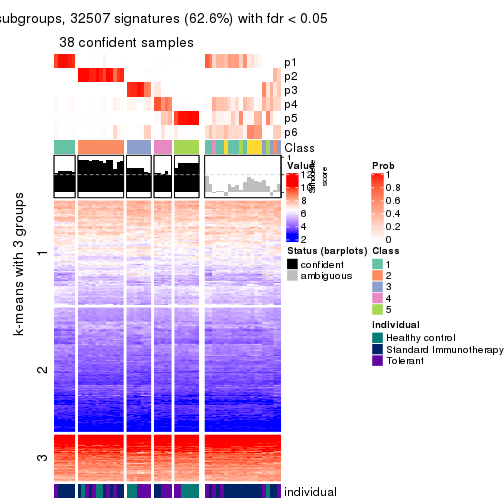 subgroups, 32507 signatures (62.6%) with fdr < 0.05
38 confident samples
p1
p2
p3
p4
p5
p6
Class
1
Silhouette
score
k-means with 3 groups
1
2
3
individual
Value
12
10
8
6
4
2
Status (barplots)
confident
ambiguous
Prob
1
0.8
0.6
0.4
0.2
0
Class
1
2
3
4
5
individual
Healthy control
Standard Immunotherapy
Tolerant